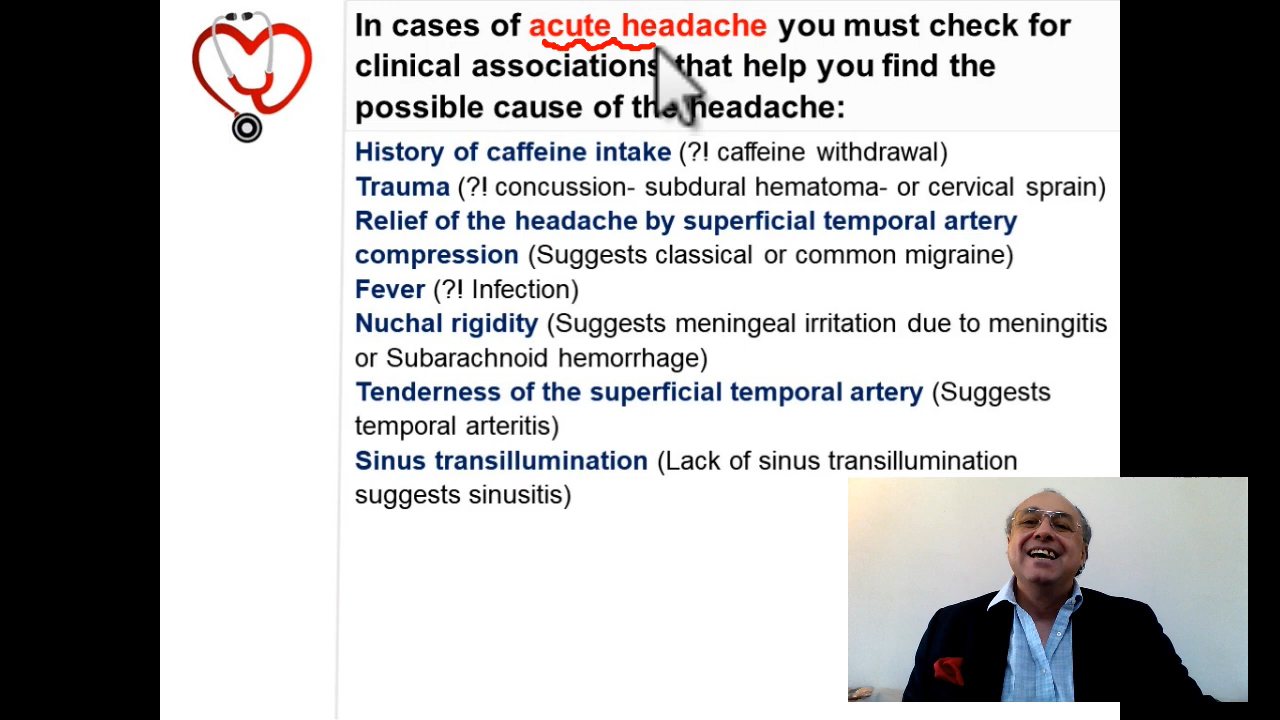 In cases of acute headache you must check for
clinical associations that help you find the
possible cause of the headache:
History of caffeine intake (?! caffeine withdrawal)
Trauma (?! concussion- subdural hematoma- or cervical sprain)
Relief of the headache by superficial temporal artery
compression (Suggests classical or common migraine)
Fever (?! Infection)
Nuchal rigidity (Suggests meningeal irritation due to meningitis
or Subarachnoid hemorrhage)
Tenderness of the superficial temporal artery (Suggests
temporal arteritis)
Sinus transillumination (Lack of sinus transillumination
suggests sinusitis)